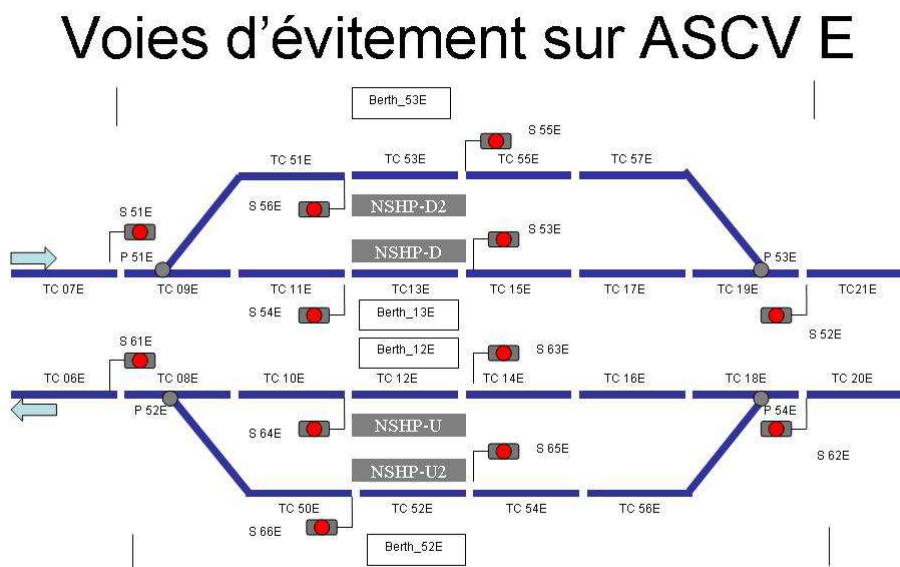 Voies d'évitement sur ASCV E
Berth_53E
S 55E
TC 51E
TC 53E
TC 55E
TC 57E
S 51E
S 56E
NSHP-D2
S 53E
P 51E
NSHP-D
P 53E
TC 07E
TC 09E
TC 11E
TC13E
TC 15E
TC 17E
TC 19E
TC21E
S 54E
Berth_13E
S 52E
S 61E
Berth_12E
S 63E
TC 06E
TC 08E
TC 10E
TC 12E
TC 14E
TC 16E
TC 18E
TC 20E
P 52E
P 54E
S 64E
NSHP-U
S 65E
S 62E
NSHP-U2
TC 50E
TC 52E
TC 54E
TC 56E
S 66E
Berth_52E